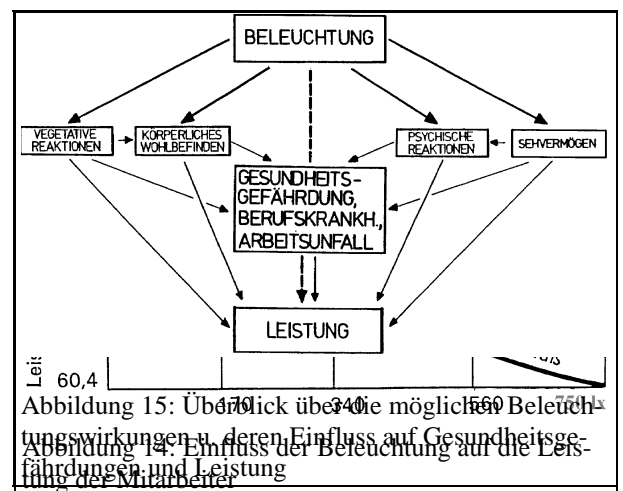 BELEUCHTUNG
VEGETATIVE
REAKTIONEN
KÖRPERLICHES
WOHLBEFINDEN
PSYCHISCHE
REAKTIONEN
SEHVERMÖGEN
GESUNDHEITS-
GEFÄHRDUNG,
BERUFSKRANKH.,
ARBEITSUNFALL
LEISTUNG
60,4
170 340 560 750 lx
Abbildung 15: Überblick über die möglichen Beleuch-
tungswirkungen u. deren Einfluss auf Gesundheitsge-
fährdungen und Leistung
Abbildung 14: Einfluss der Beleuchtung auf die Leis-
tung der Mitarbeiter